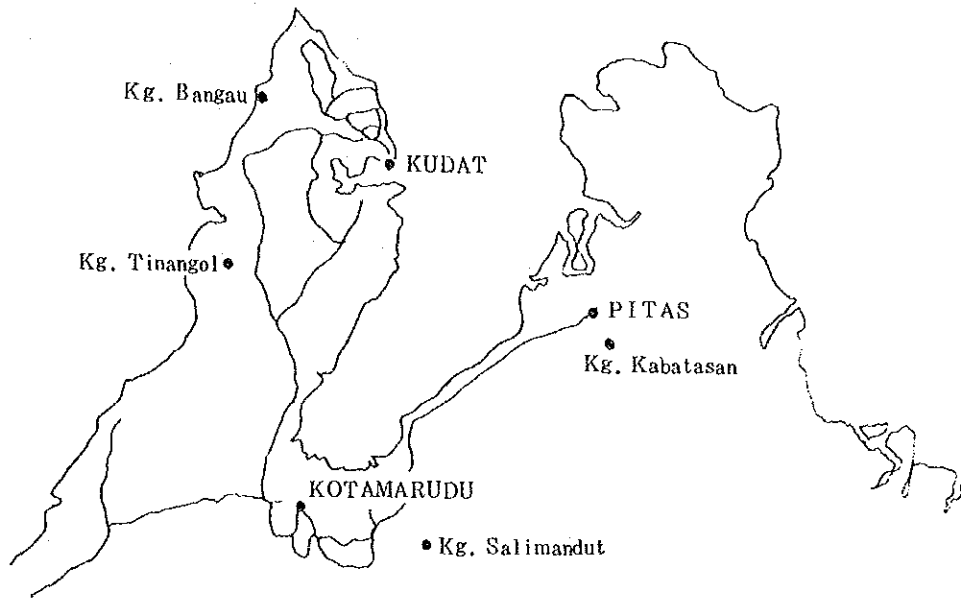 Kg. Bangau
KUDAT
Kg. Tinangol
PITAS
Kg. Kabatasan
KOTAMARUDU
Kg. Salimandut